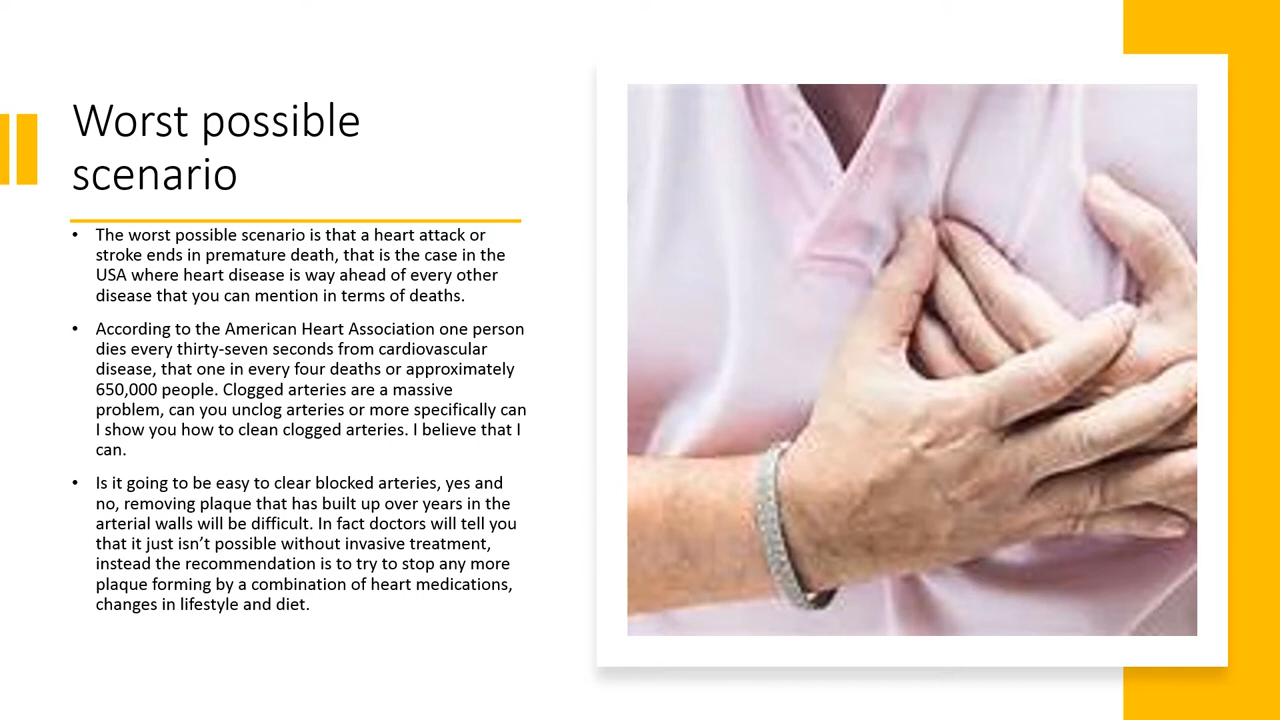 Worst possible
scenario
• The worst possible scenario is that a heart attack or
stroke ends in premature death, that is the case in the
USA where heart disease is way ahead of every other
disease that you can mention in terms of deaths.
• According to the American Heart Association one person
dies every thirty-seven seconds from cardiovascular
disease, that one in every four deaths or approximately
650,000 people. Clogged arteries are a massive
problem, can you unclog arteries or more specifically can
I show you how to clean clogged arteries. I believe that I
can.
• Is it going to be easy to clear blocked arteries, yes and
no, removing plaque that has built up over years in the
arterial walls will be difficult. In fact doctors will tell you
that it just isn’t possible without invasive treatment,
instead the recommendation is to try to stop any more
plaque forming by a combination of heart medications,
changes in lifestyle and diet.